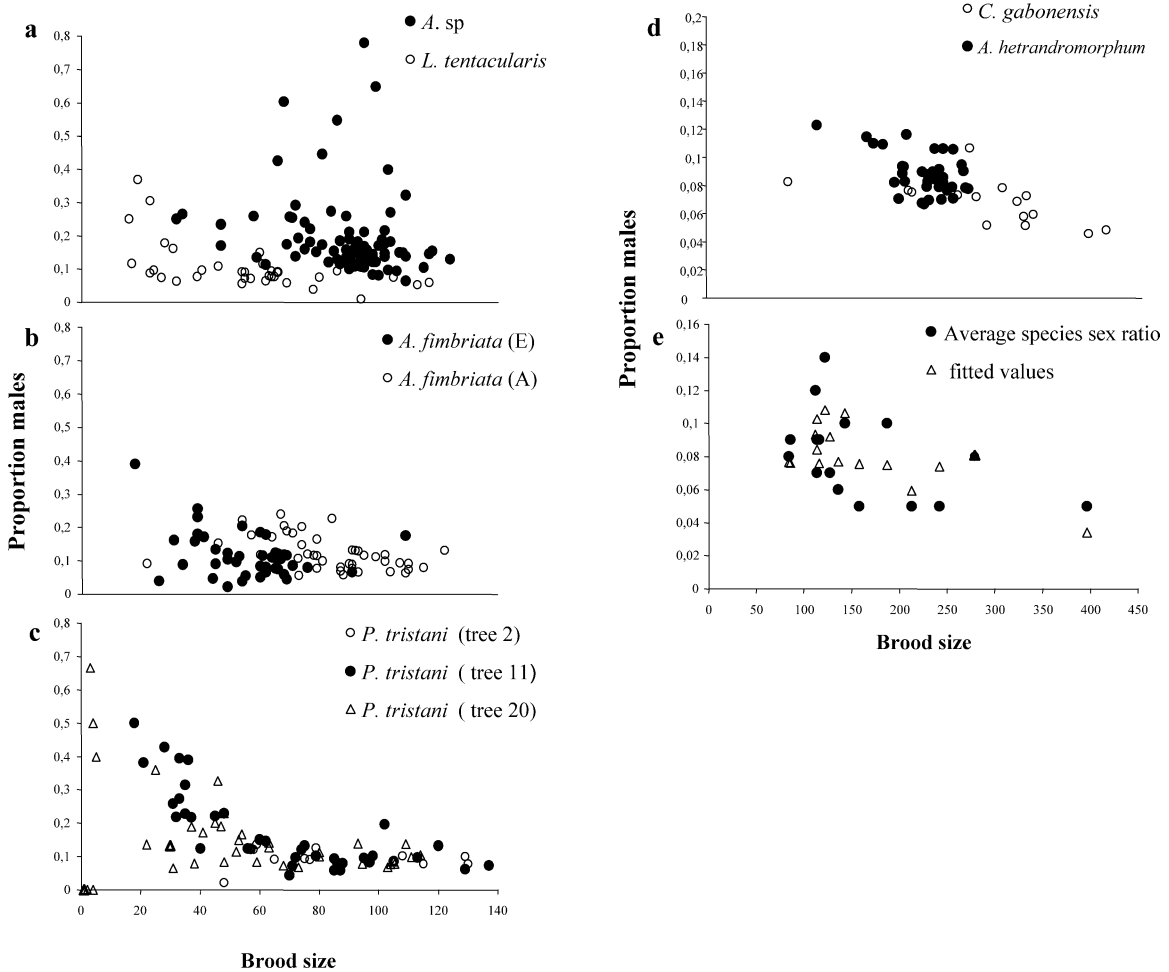 a
A. sp
L. tentacularis
0,8
0,7
0,6
0,5
0,4
0,3
0,2
0,1
0
b
A. fimbriata (E)
A. fimbriata (A)
0,8
0,7
0,6
0,5
0,4
0,3
0,2
0,1
0
Proportion males
c
P. tristani (tree 2)
P. tristani ( tree 11)
P. tristani ( tree 20)
0,8
0,7
0,6
0,5
0,4
0,3
0,2
0,1
0
0 20 40 60 80 100 120 140
Brood size
d
C. gabonensis
A. hetrandromorphum
0,2
0,18
0,16
0,14
0,12
0,1
0,08
0,06
0,04
0,02
0
Proportion males
e
Average species sex ratio
fitted values
0,16
0,14
0,12
0,1
0,08
0,06
0,04
0,02
0
0 50 100 150 200 250 300 350 400 450
Brood size